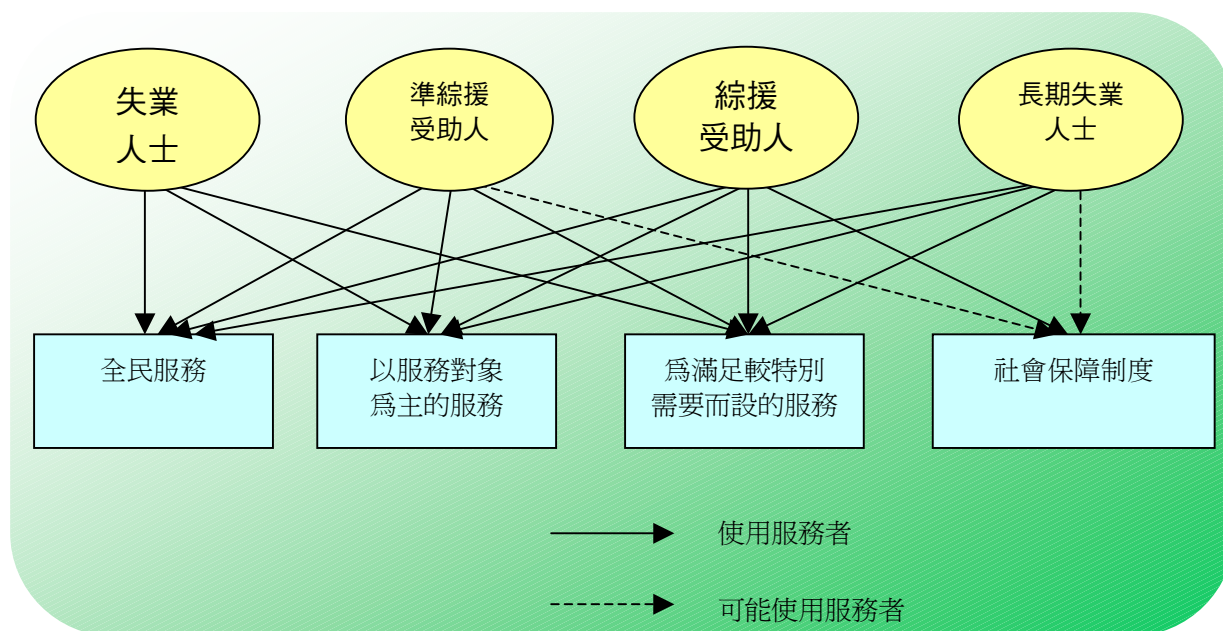 失業
人士
準綜援
受助人
綜援
受助人
長期失業
人士
全民服務
以服務對象
爲主的服務
爲滿足較特別
需要而設的服務
社會保障制度
使用服務者
可能使用服務者